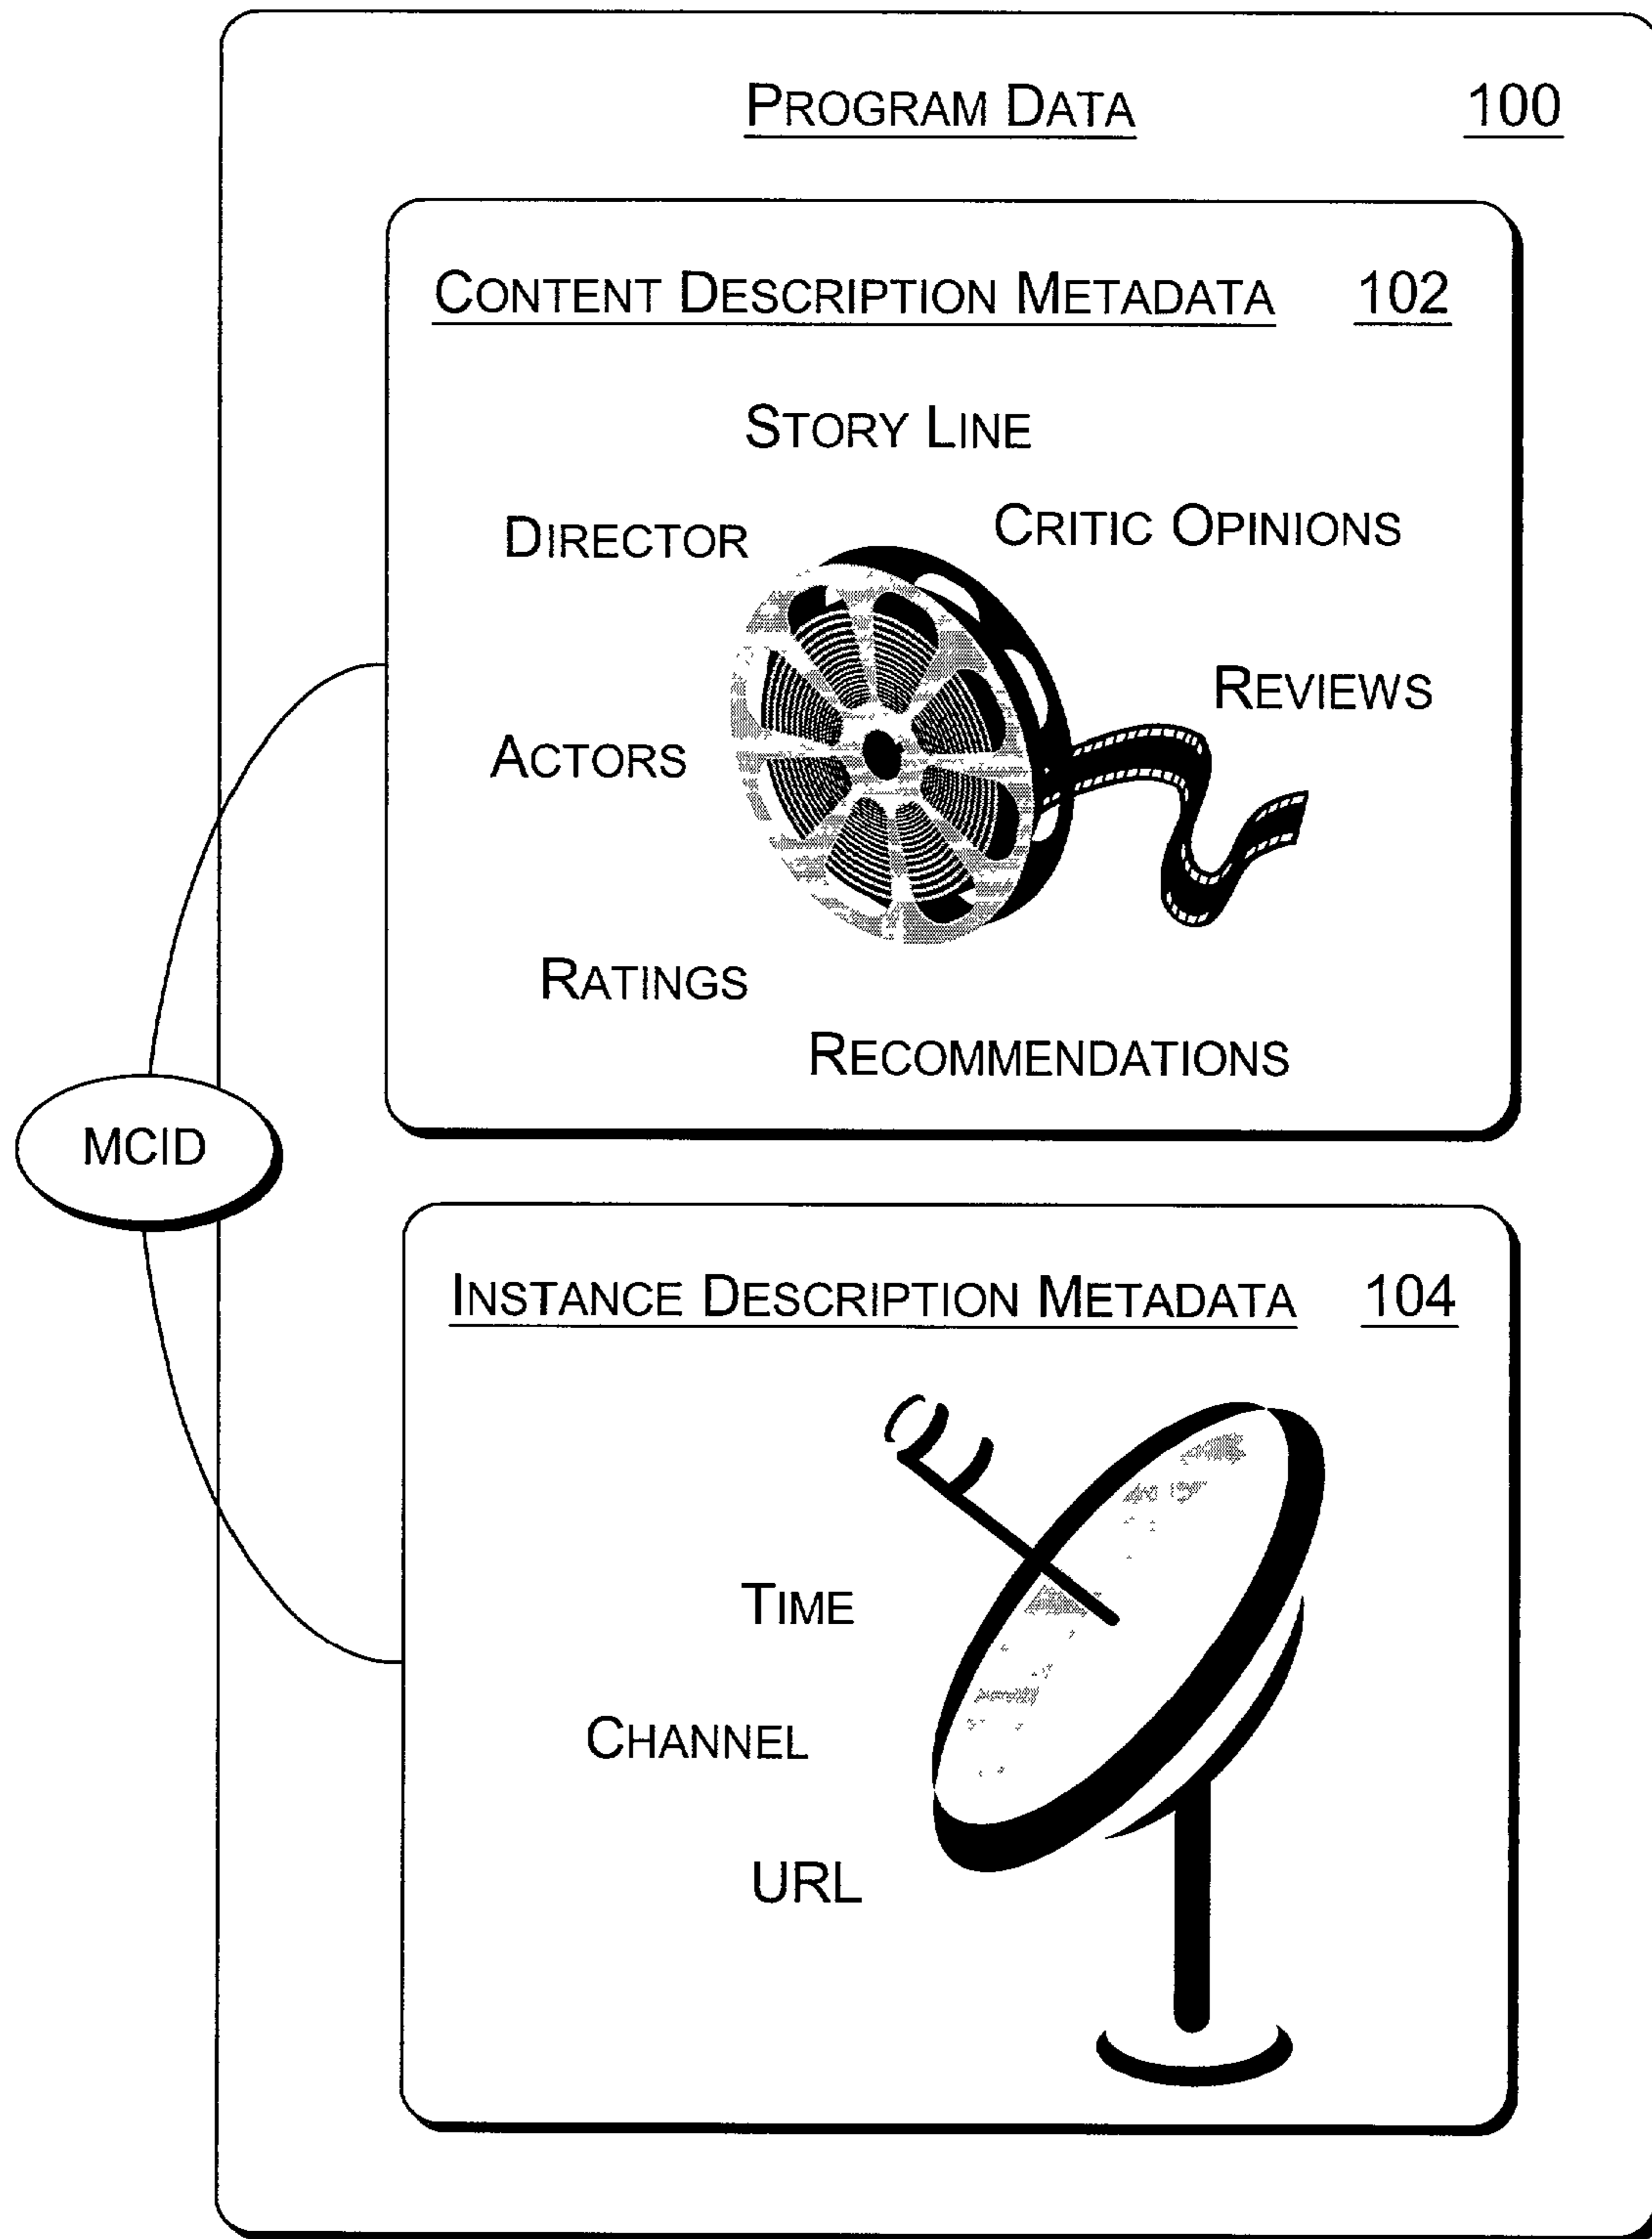 PROGRAM DATA 100
CONTENT DESCRIPTION METADATA 102
STORY LINE
DIRECTOR
CRITIC OPINIONS
REVIEWS
ACTORS
RATINGS
RECOMMENDATIONS
MCID
INSTANCE DESCRIPTION METADATA 104
TIME
CHANNEL
URL